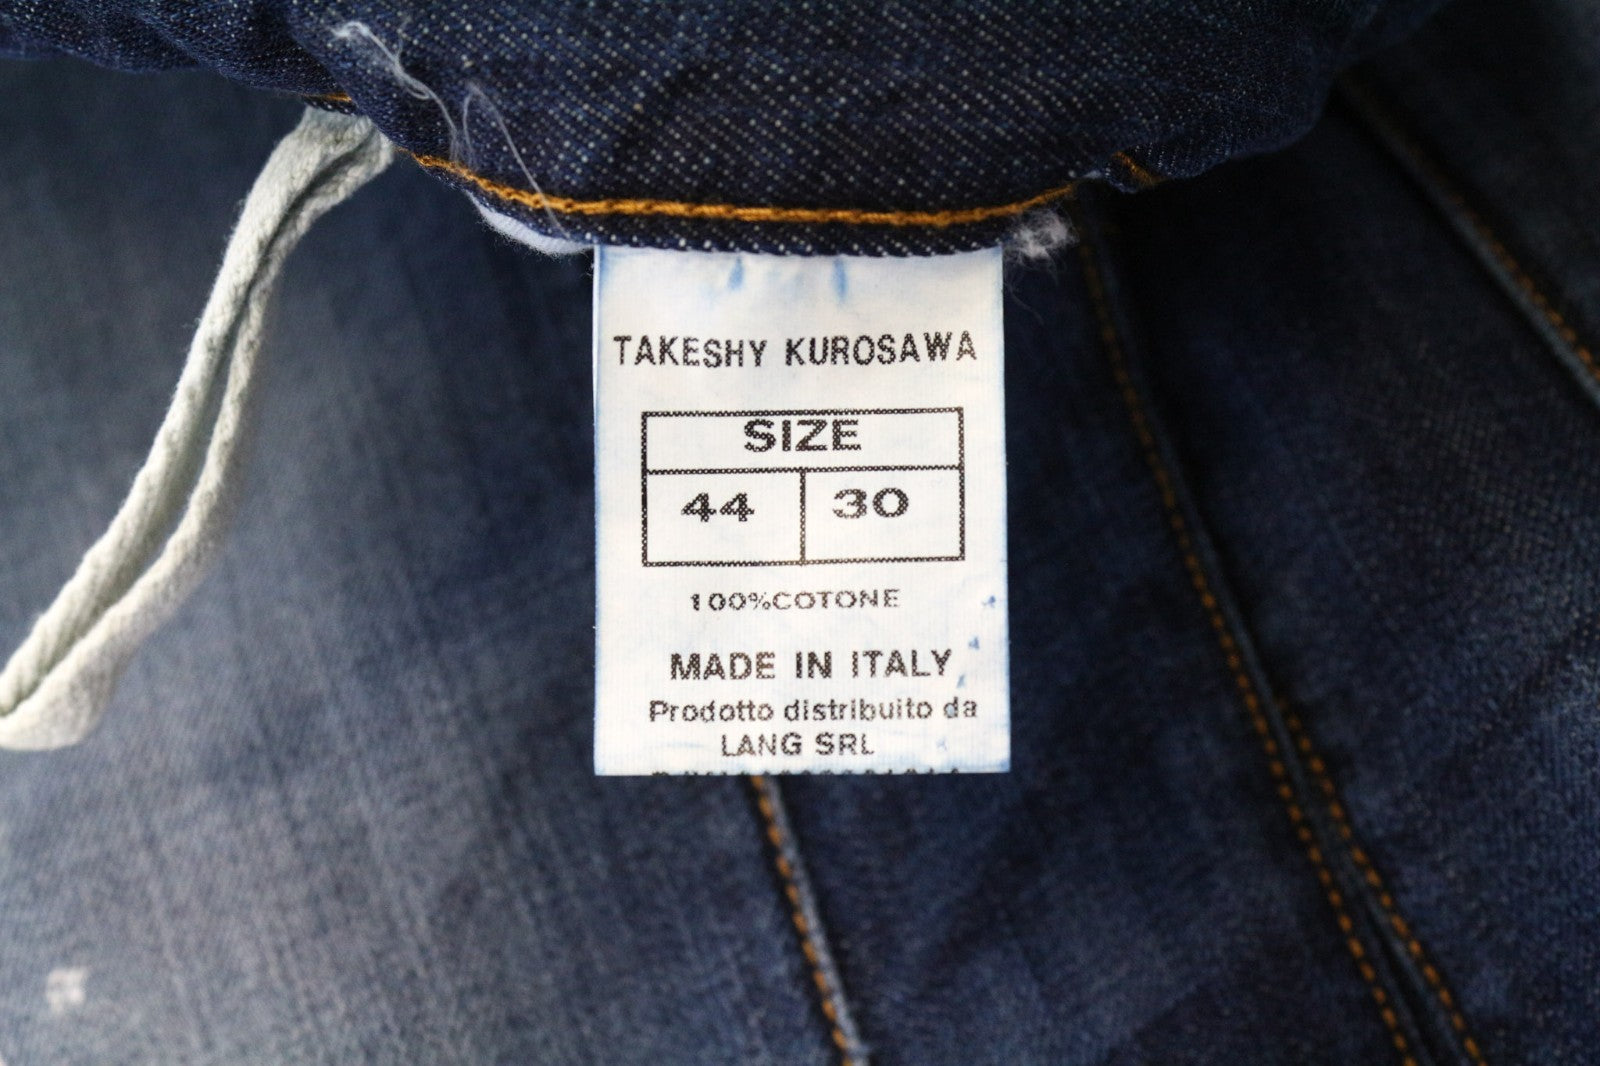 TAKESHY KUROSAWA
SIZE
44 30
100%COTONE
MADE IN ITALY
Prodotto distribuito da
LANG SRL